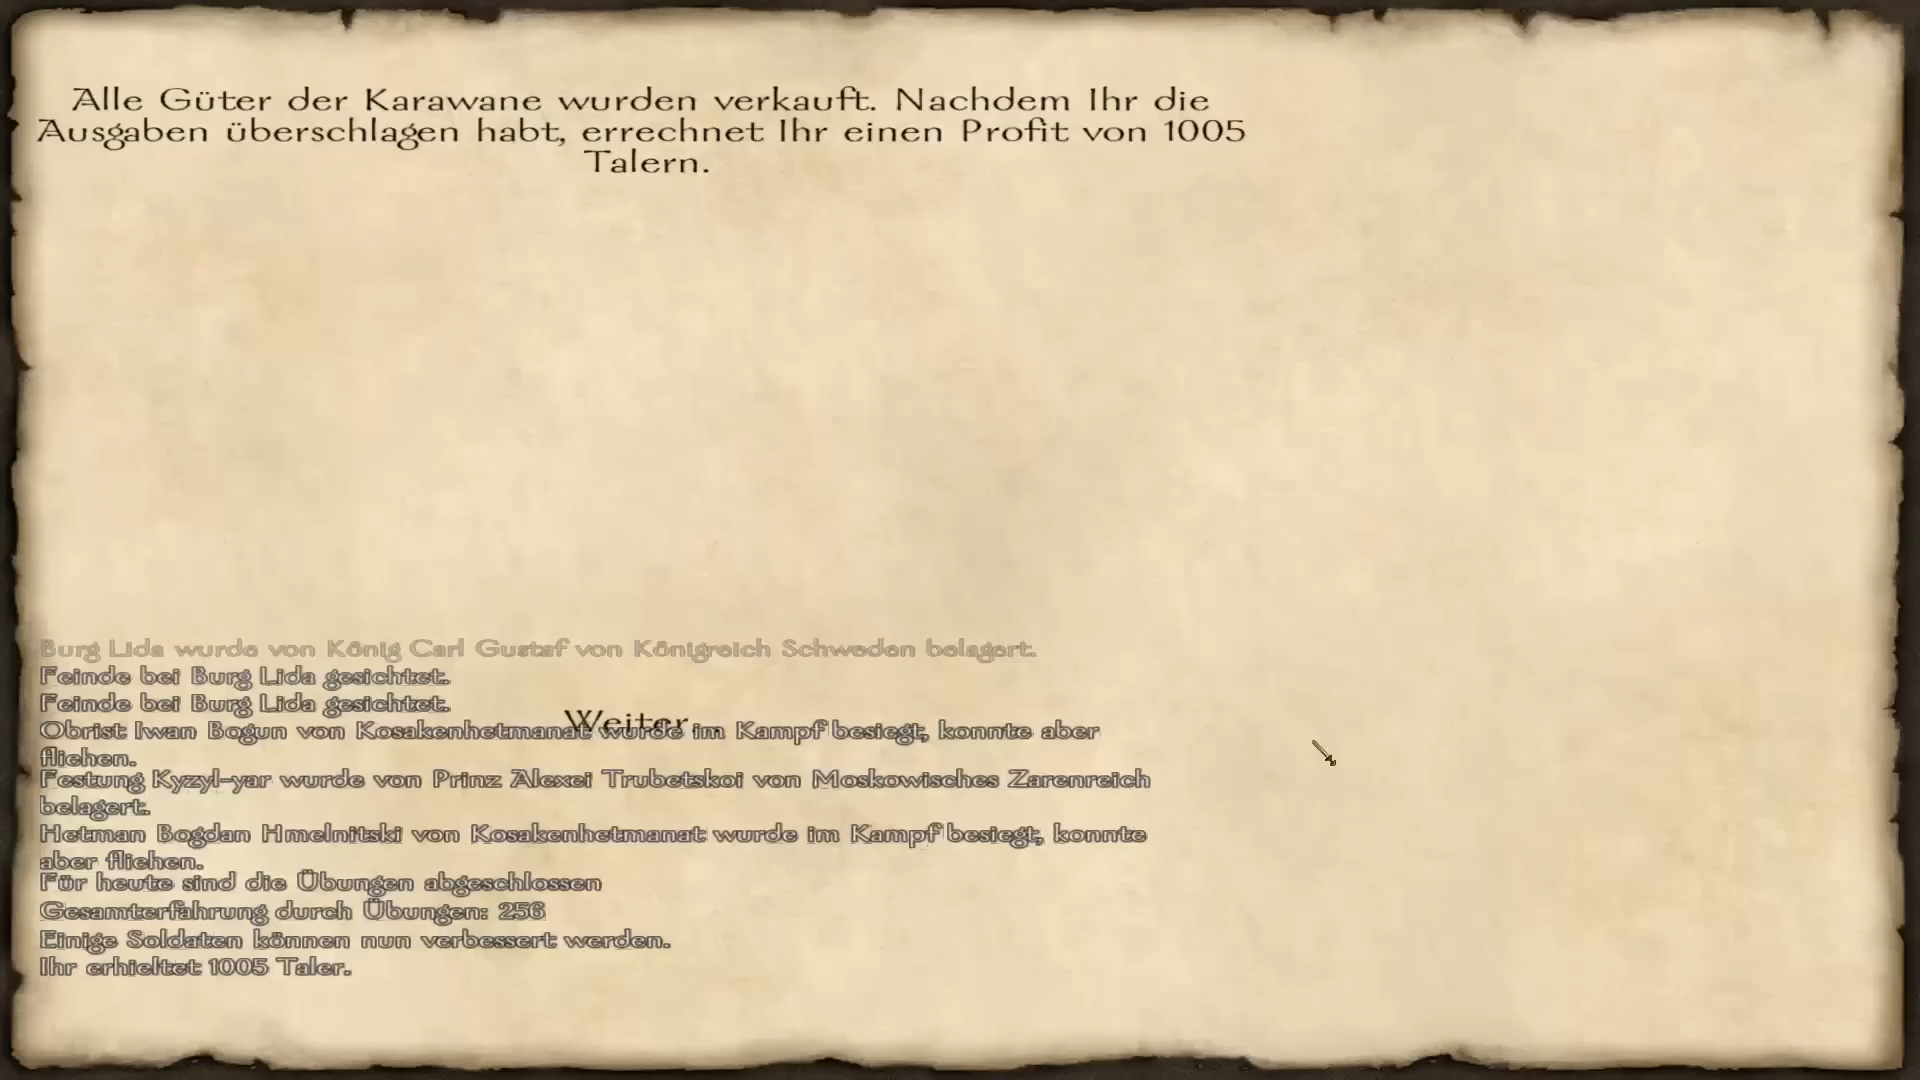 Alle Güter der Karawane wurden verkauft. Nachdem Ihr die
Ausgaben überschlagen habt, errechnet Ihr einen Profit von 1005
Talern.
Burg Lida wurde von König Carl Gustaf von Königreich Schweden belagert.
Feinde bei Burg Lida gesichtet.
Feinde bei Burg Lida gesichtet.
Weiter...
Obrist Iwan Bogun von Kosakenhetmanat wurde im Kampf besiegt, konnte aber
fliehen.
Festung Kyzyl-yar wurde von Prinz Alexei Trubetskoi von Moskowisches Zarenreich
belagert.
Hetman Bogdan Hmelnitski von Kosakenhetmanat wurde im Kampf besiegt, konnte
aber fliehen.
Für heute sind die Übungen abgeschlossen
Gesamterfahrung durch Übungen: 256
Einige Soldaten können nun verbessert werden.
Ihr erhieltet 1005 Taler.